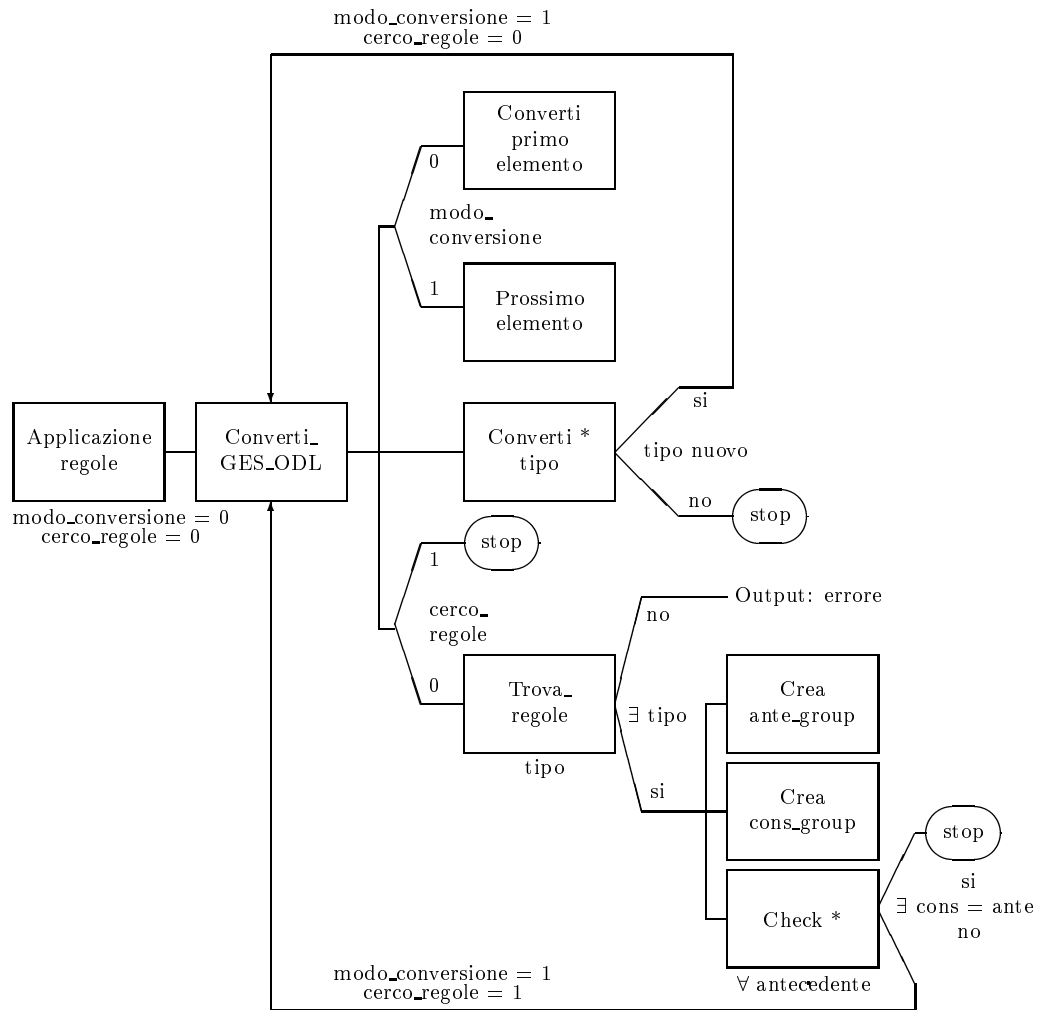 modo_conversione = 1
cerco_regole = 0
Converti
primo
elemento
0
modo_
conversione
1
Prossimo
elemento
Applicazione
regole
modo_conversione = 0
cerco_regole = 0
Converti_
GES_ODL
Converti *
tipo
si
tipo nuovo
no
stop
stop
1
cerco_
regole
0
Trova_
regole
tipo
no
Output: errore
∃ tipo
si
Crea
ante_group
Crea
cons_group
Check *
∀ antecedente
stop
si
∃ cons = ante
no
modo_conversione = 1
cerco_regole = 1